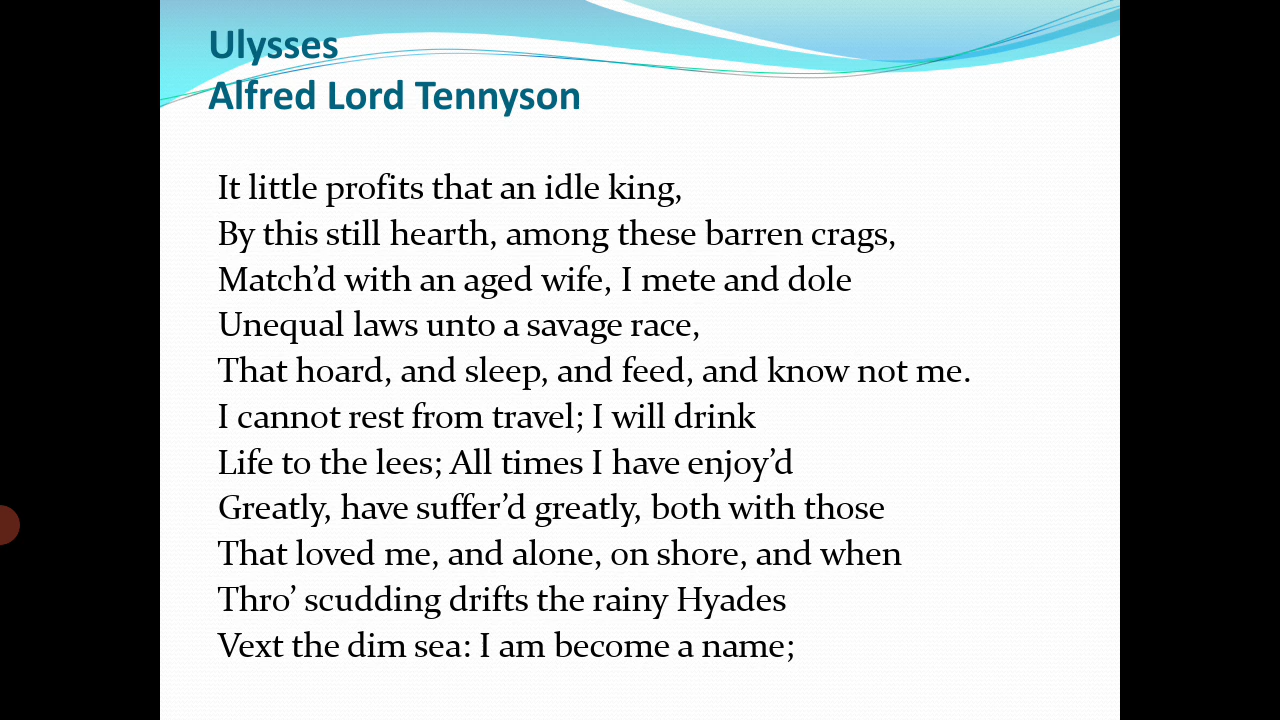 Ulysses
Alfred Lord Tennyson
It little profits that an idle king,
By this still hearth, among these barren crags,
Match’d with an aged wife, I mete and dole
Unequal laws unto a savage race,
That hoard, and sleep, and feed, and know not me.
I cannot rest from travel; I will drink
Life to the lees; All times I have enjoy’d
Greatly, have suffer’d greatly, both with those
That loved me, and alone, on shore, and when
Thro’ scudding drifts the rainy Hyades
Vext the dim sea: I am become a name;